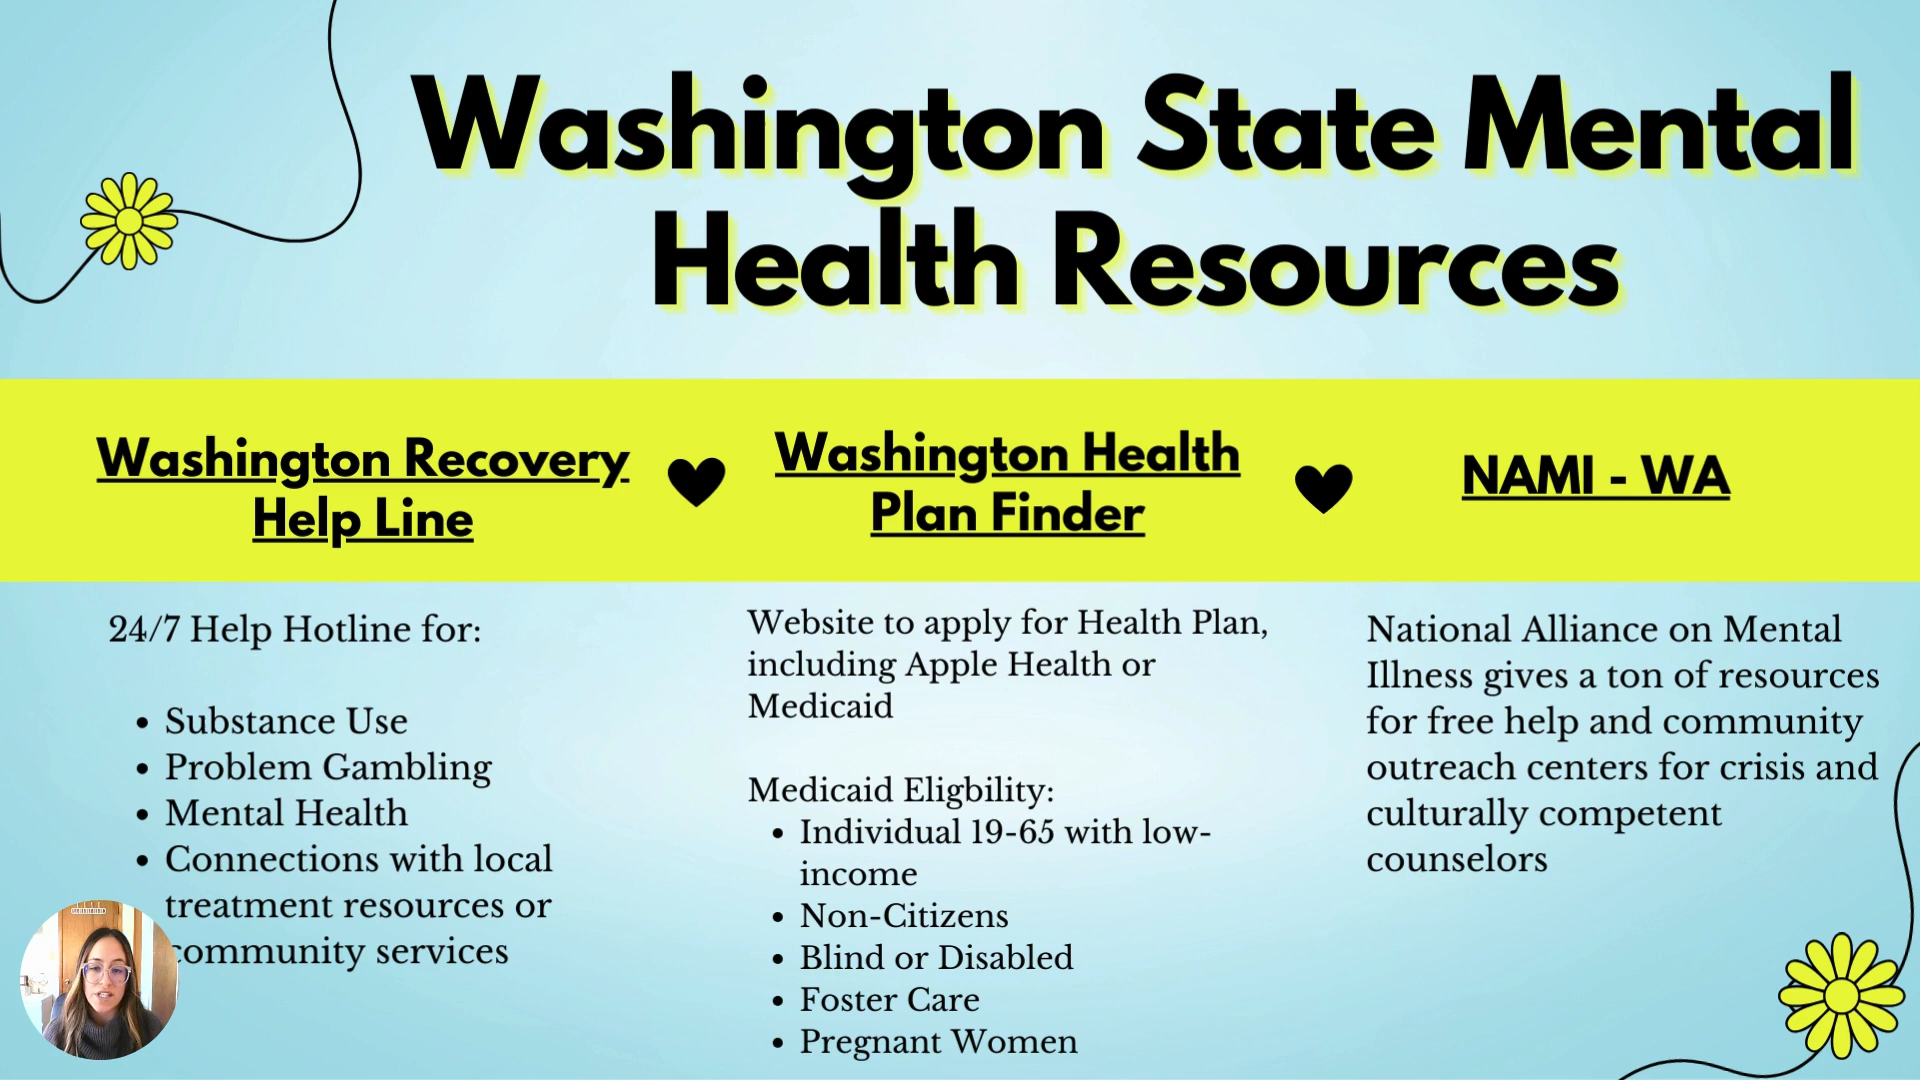 Washington State Mental
Health Resources
Washington Recovery
Help Line
Washington Health
Plan Finder
NAMI - WA
24/7 Help Hotline for:
• Substance Use
• Problem Gambling
• Mental Health
• Connections with local
treatment resources or
community services
Website to apply for Health Plan,
including Apple Health or
Medicaid
Medicaid Eligbility:
• Individual 19-65 with low-
income
• Non-Citizens
• Blind or Disabled
• Foster Care
• Pregnant Women
National Alliance on Mental
Illness gives a ton of resources
for free help and community
outreach centers for crisis and
culturally competent
counselors